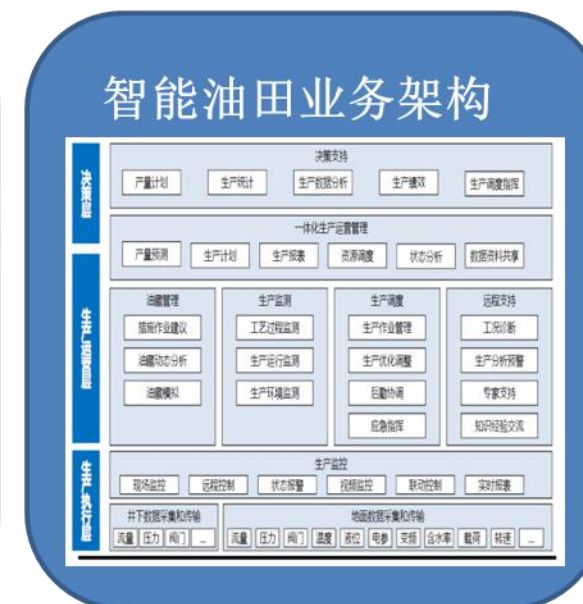 智能油田业务架构
决策层
决策支持
产量计划 生产统计 生产数据分析 生产绩效 生产调度指挥
生产运营层
一体化生产运营管理
产量预测 生产计划 生产报表 资源调度 状态分析 数据资料共享
油藏管理
措施作业建议
油藏动态分析
油藏模拟
生产监测
工艺过程监测
生产运行监测
生产环境监测
生产调度
生产作业管理
生产优化调整
后勤协调
应急指挥
远程支持
工况诊断
生产分析预警
专家支持
知识经验交流
生产执行层
生产监控
现场监控 远程控制 状态报警 视频监控 联动控制 实时报表
井下数据采集和传输
流量 压力 阀门 ...
地面数据采集和传输
流量 压力 阀门 温度 液位 电参 变频 含水率 载荷 转速 ...